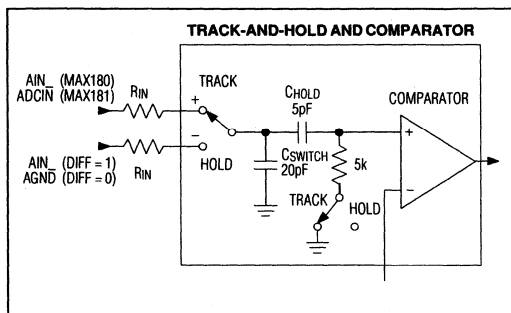 TRACK-AND-HOLD AND COMPARATOR
AIN_ (MAX180)
ADCIN (MAX181)
RIN
TRACK
+
CHOLD
5pF
COMPARATOR
AIN_ (DIFF = 1)
AGND (DIFF = 0)
RIN
−
HOLD
CSWITCH
20pF
5k
+
−
TRACK
HOLD